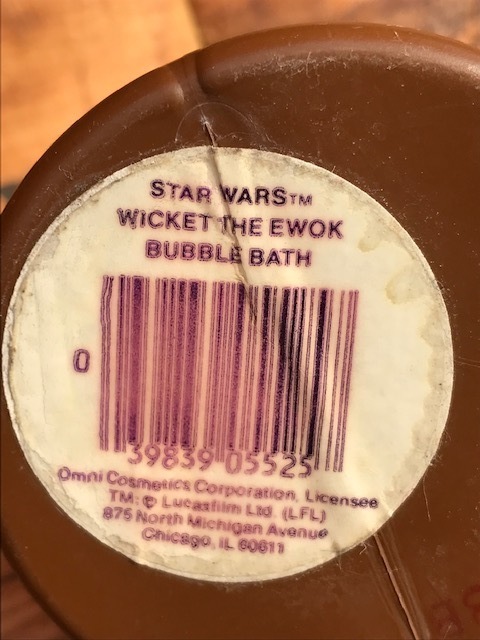 STAR WARS™
WICKET THE EWOK
BUBBLE BATH
0
39839 05525
Omni Cosmetics Corporation, Licensee
TM: © Lucasfilm Ltd. (LFL)
875 North Michigan Avenue
Chicago, IL 60611